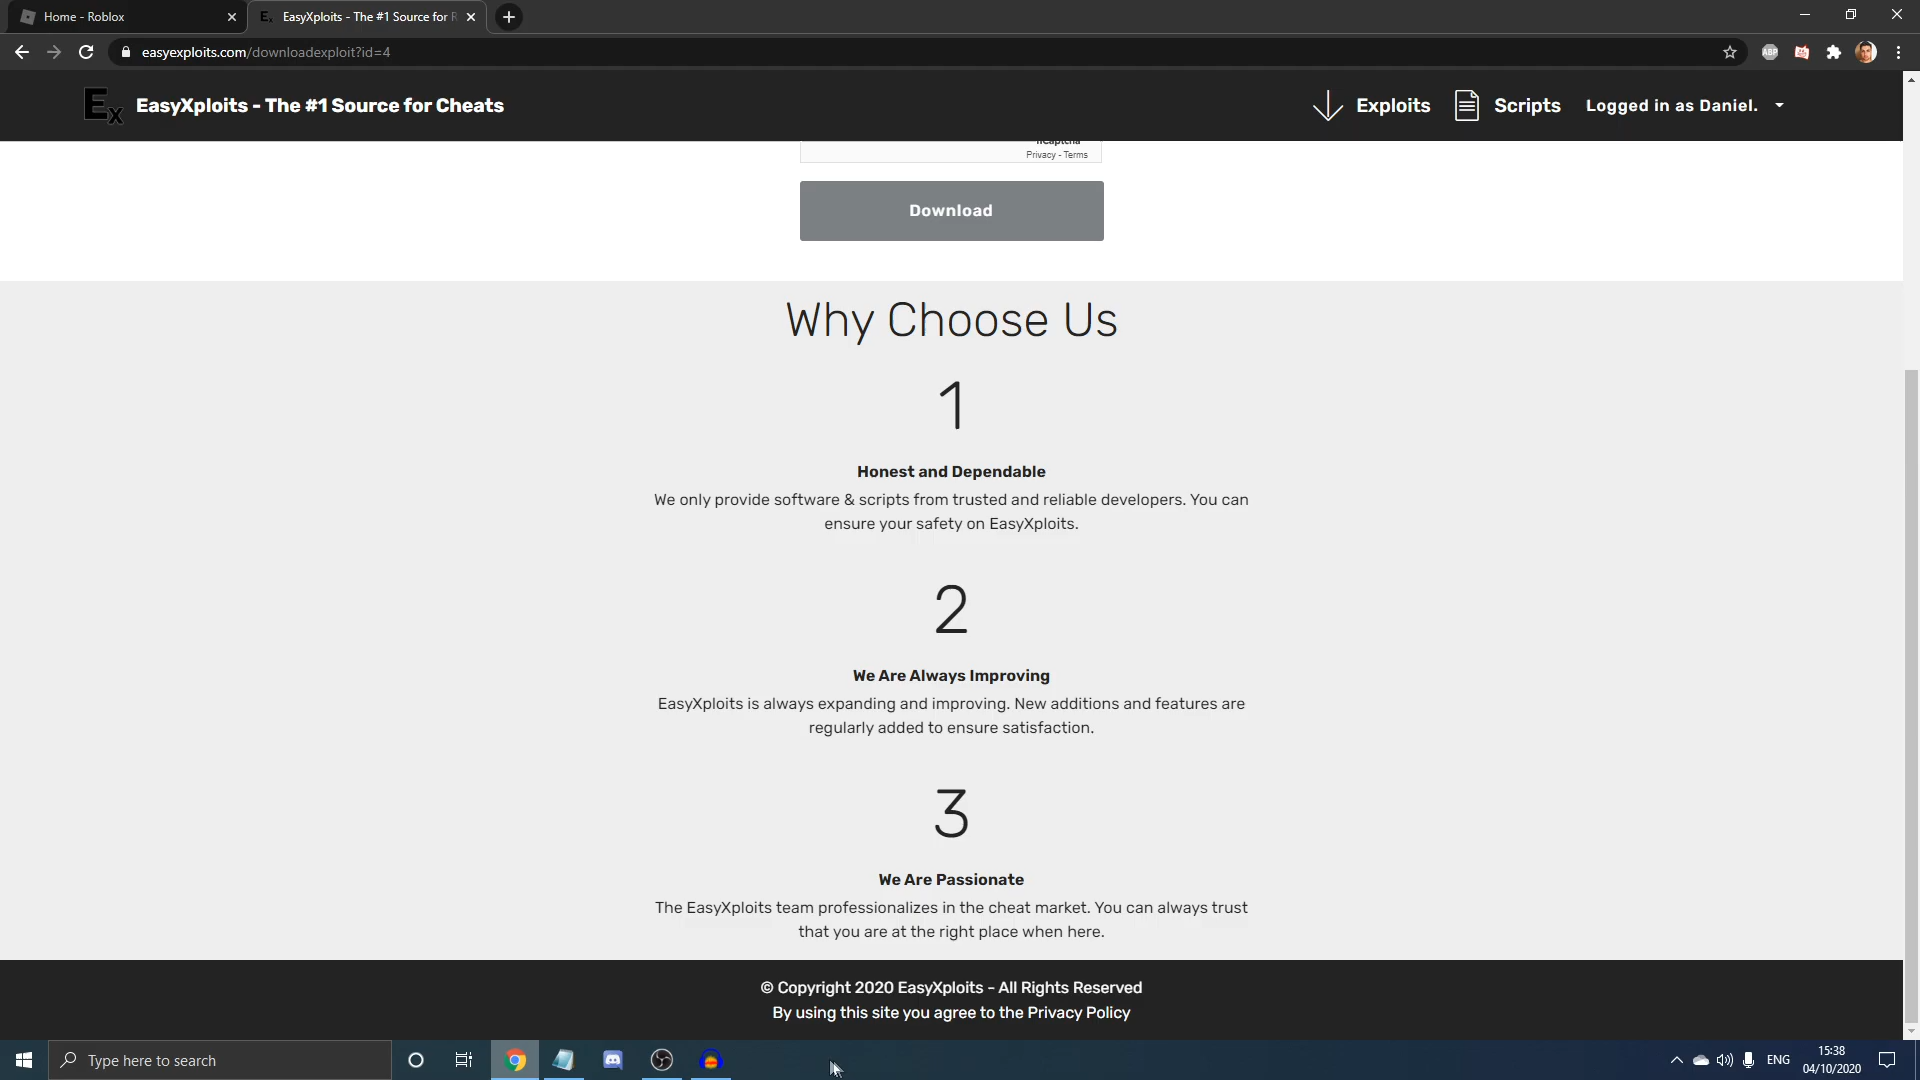 Home - Roblox
EasyXploits - The #1 Source for R
easyexploits.com/downloadexploit?id=4
ABP
Ex
EasyXploits - The #1 Source for Cheats
Exploits
Scripts
Logged in as Daniel.
hCaptcha
Privacy - Terms
Download
Why Choose Us
1
Honest and Dependable
We only provide software & scripts from trusted and reliable developers. You can
ensure your safety on EasyXploits.
2
We Are Always Improving
EasyXploits is always expanding and improving. New additions and features are
regularly added to ensure satisfaction.
3
We Are Passionate
The EasyXploits team professionalizes in the cheat market. You can always trust
that you are at the right place when here.
© Copyright 2020 EasyXploits - All Rights Reserved
By using this site you agree to the Privacy Policy
Type here to search
ENG
15:38
04/10/2020